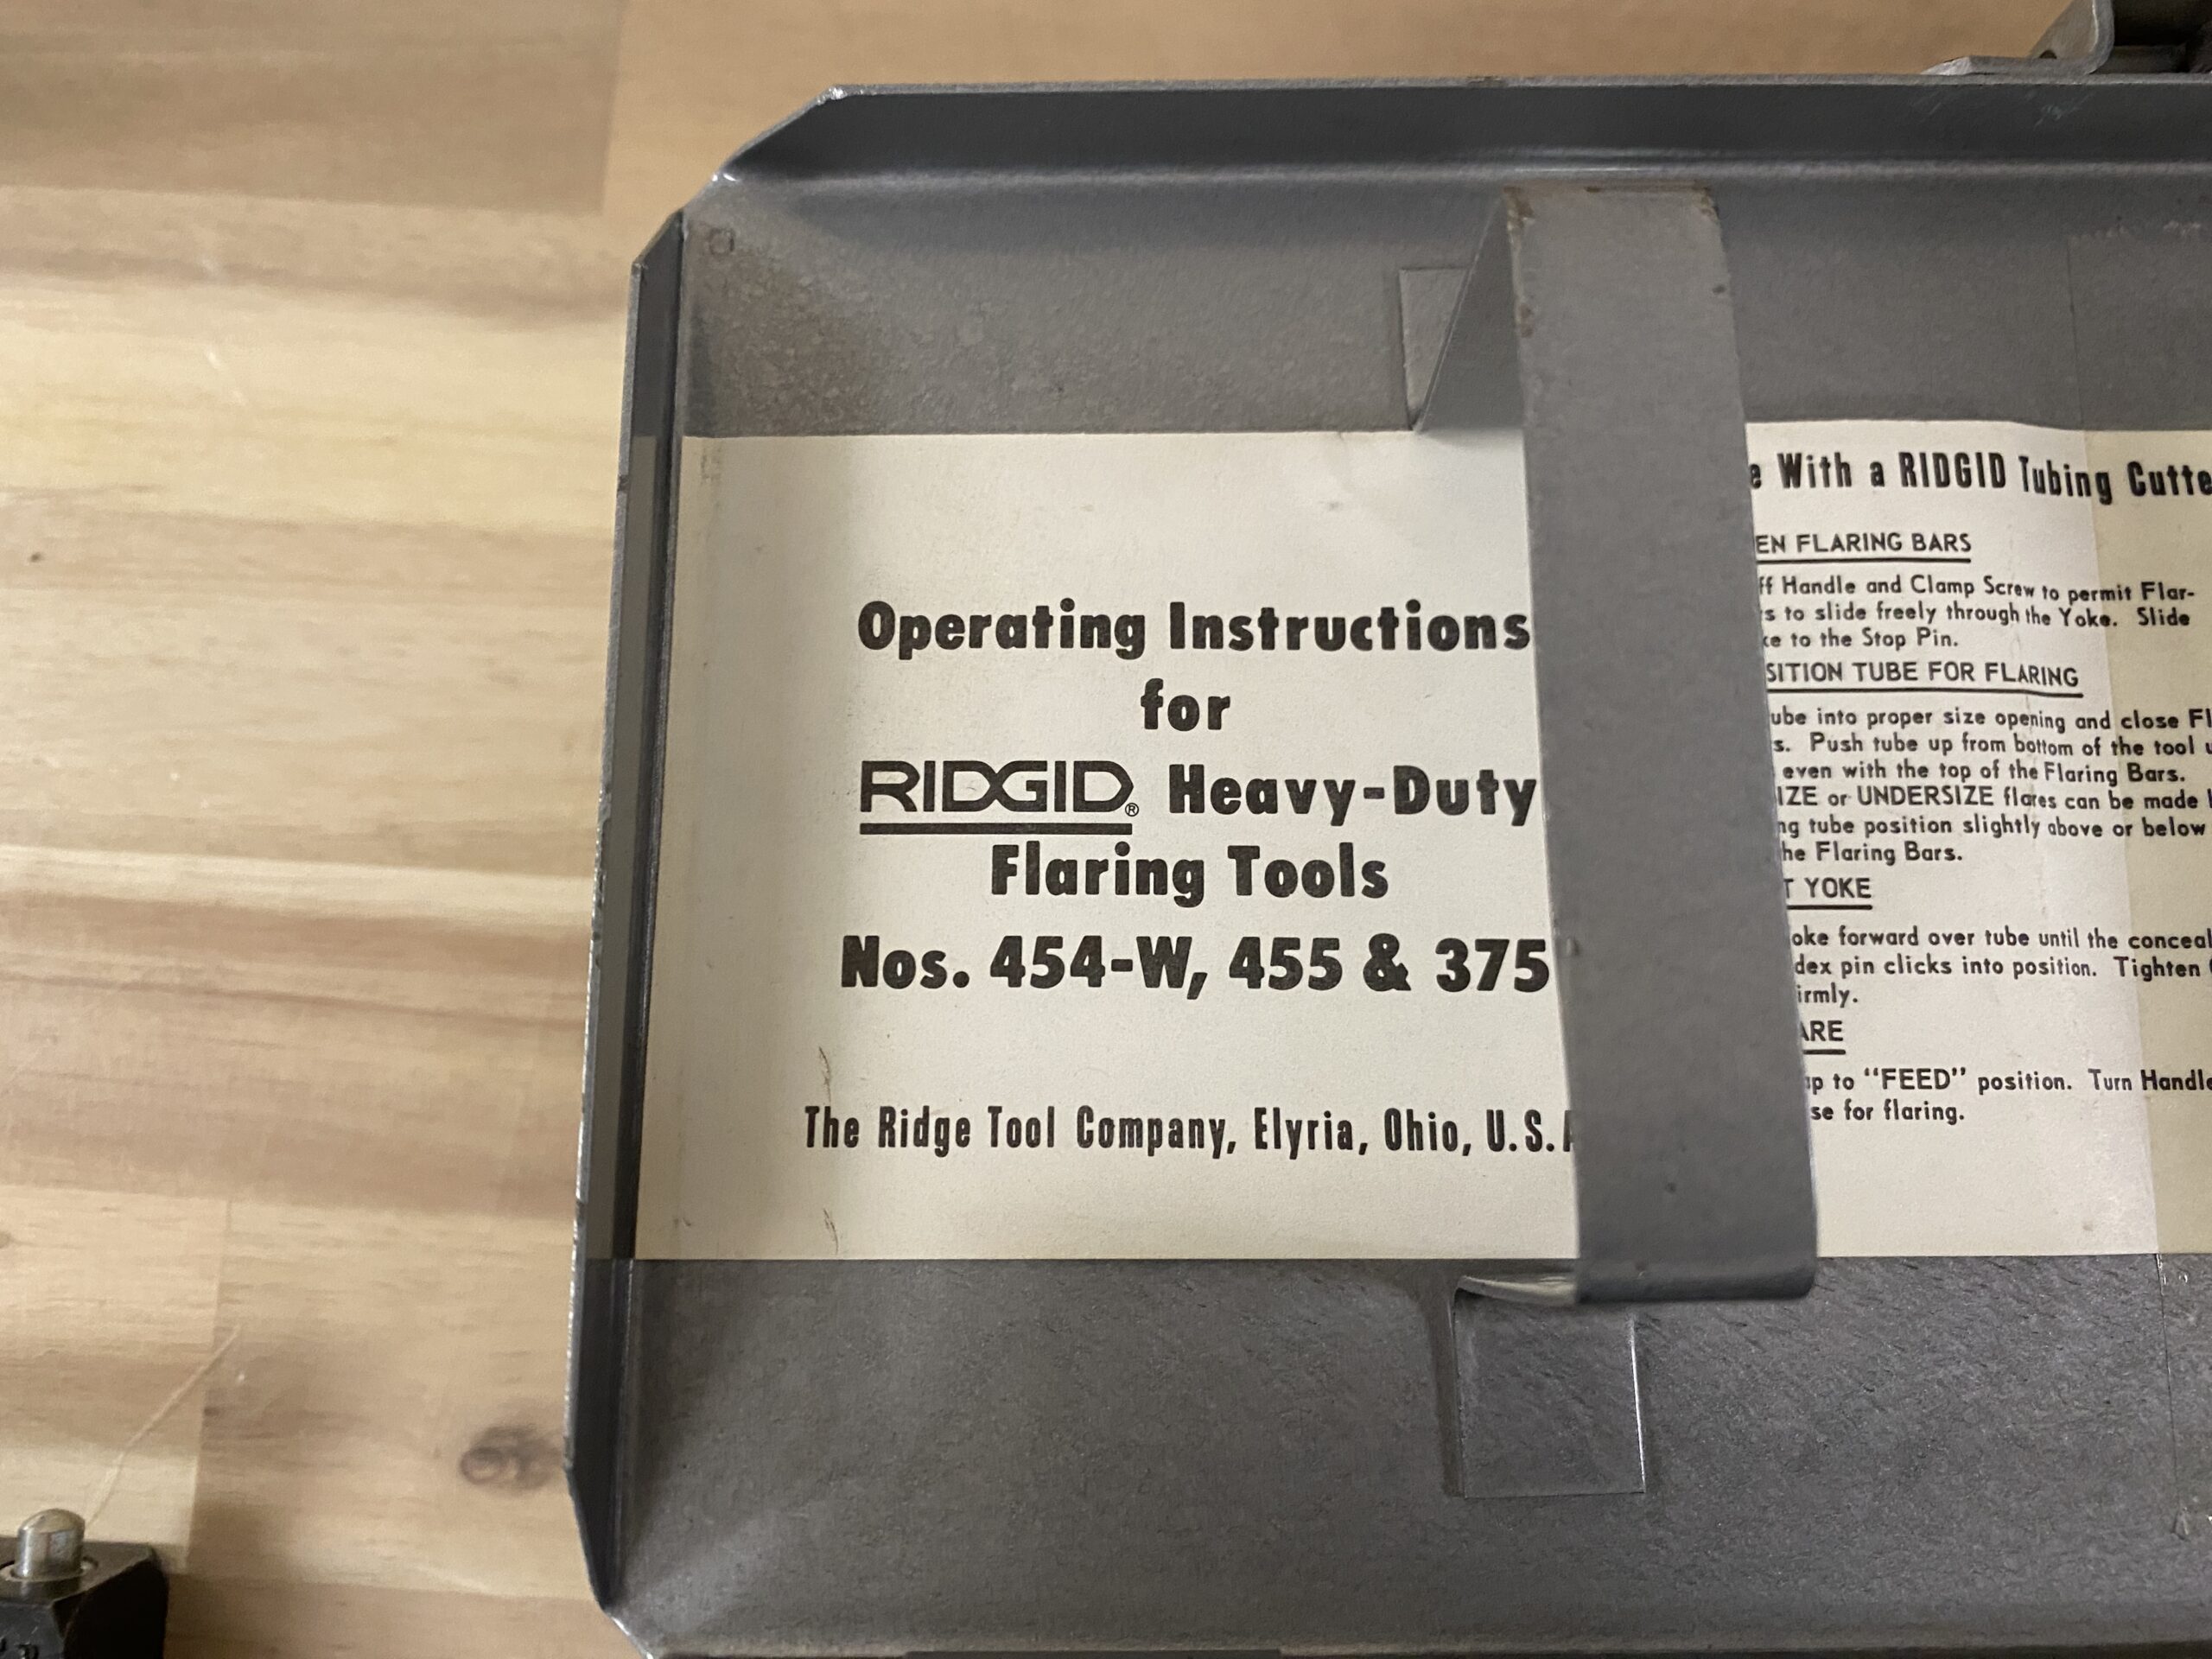 Operating Instructions
for
RIDGID® Heavy-Duty
Flaring Tools
Nos. 454-W, 455 & 375
The Ridge Tool Company, Elyria, Ohio, U.S.A
With a RIDGID Tubing
FLARING BARS
Handle and Clamp Screw to permit Flar-
to slide freely through the Yoke. Slide
to the Stop Pin.
TUBE FOR FLARING
into proper size opening and close
Push tube up from bottom of the tool
even with the top of the Flaring Bars.
or UNDERSIZE flares can be made
tube position slightly above or below
Flaring Bars.
YOKE
forward over tube until the
pin clicks into position. Tighten
to "FEED" position. Turn
for flaring.